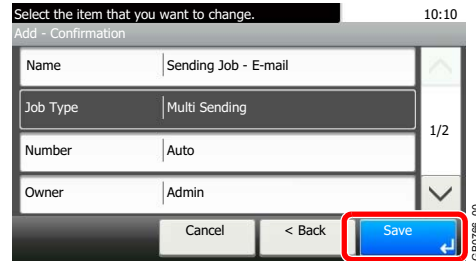 Select the item that you want to change. 10:10
Add - Confirmation
Name Sending Job - E-mail
Job Type Multi Sending
1/2
Number Auto
Owner Admin
Cancel < Back Save